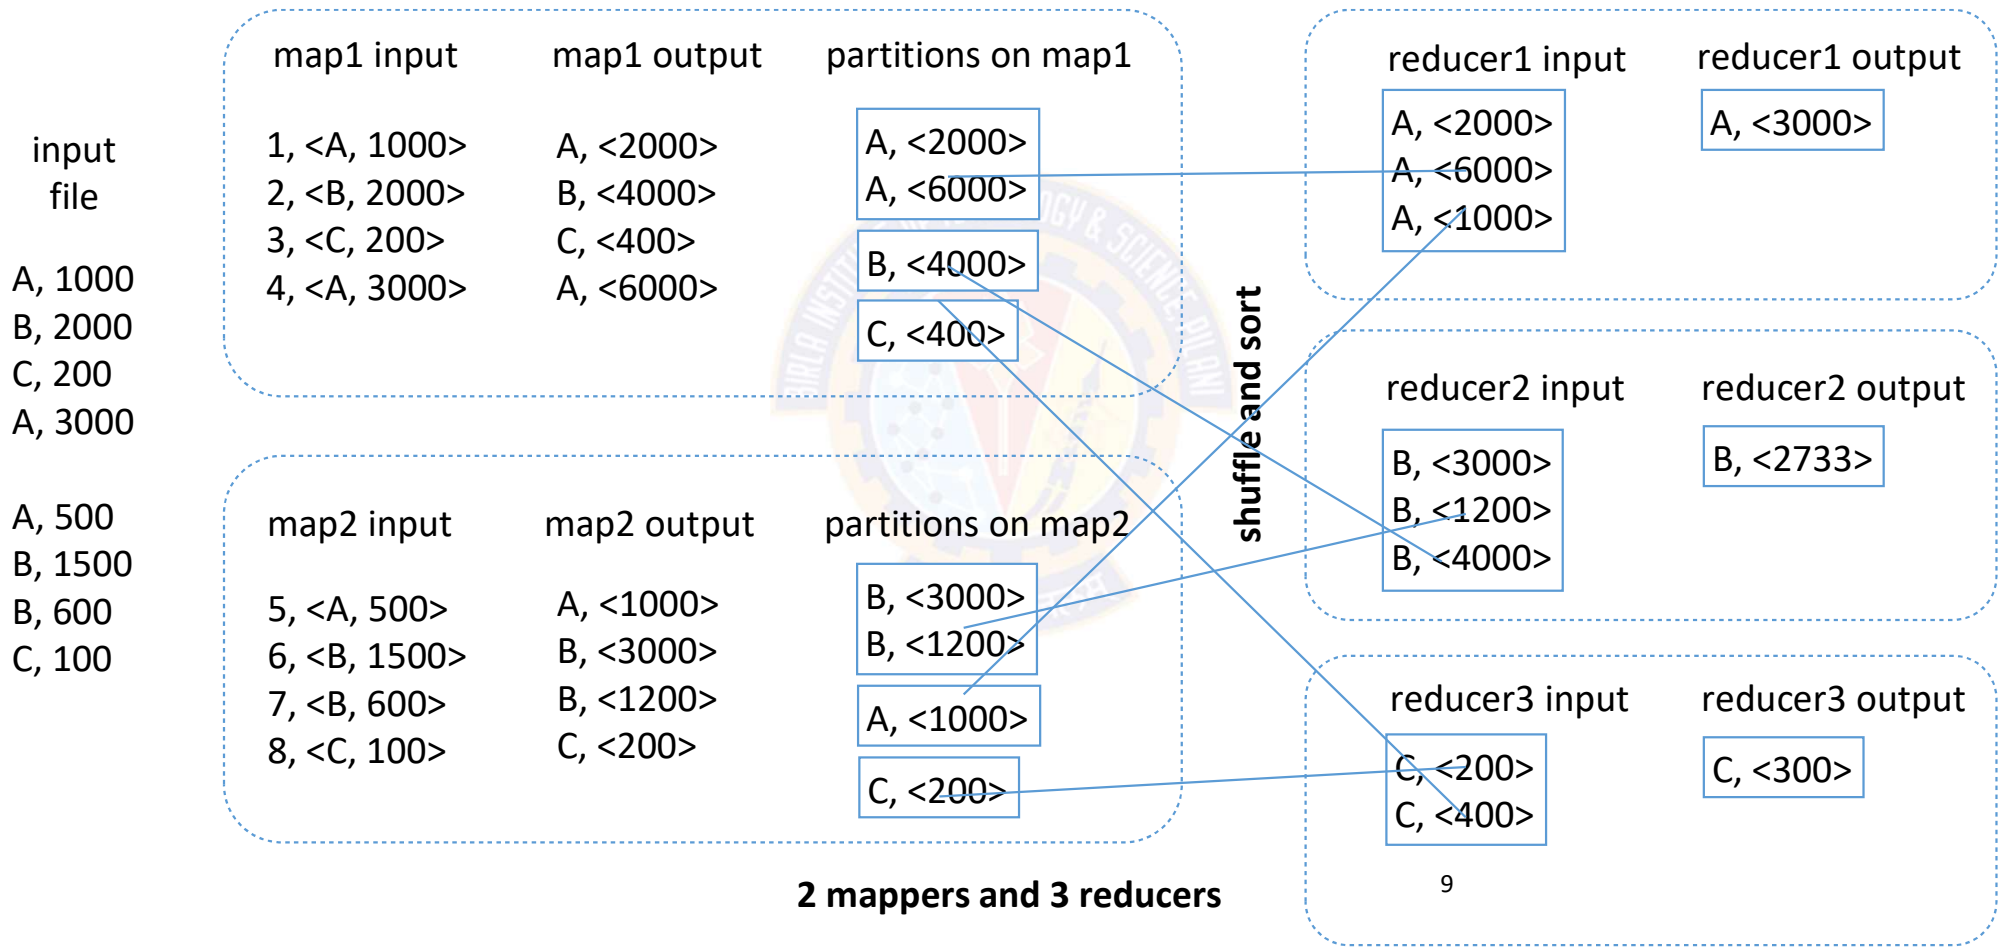 input
file
A, 1000
B, 2000
C, 200
A, 3000
A, 500
B, 1500
B, 600
C, 100
map1 input
1, <A, 1000>
2, <B, 2000>
3, <C, 200>
4, <A, 3000>
map1 output
A, <2000>
B, <4000>
C, <400>
A, <6000>
partitions on map1
A, <2000>
A, <6000>
B, <4000>
C, <400>
map2 input
5, <A, 500>
6, <B, 1500>
7, <B, 600>
8, <C, 100>
map2 output
A, <1000>
B, <3000>
B, <1200>
C, <200>
partitions on map2
B, <3000>
B, <1200>
A, <1000>
C, <200>
shuffle and sort
reducer1 input
A, <2000>
A, <6000>
A, <1000>
reducer1 output
A, <3000>
reducer2 input
B, <3000>
B, <1200>
B, <4000>
reducer2 output
B, <2733>
reducer3 input
C, <200>
C, <400>
reducer3 output
C, <300>
2 mappers and 3 reducers
9